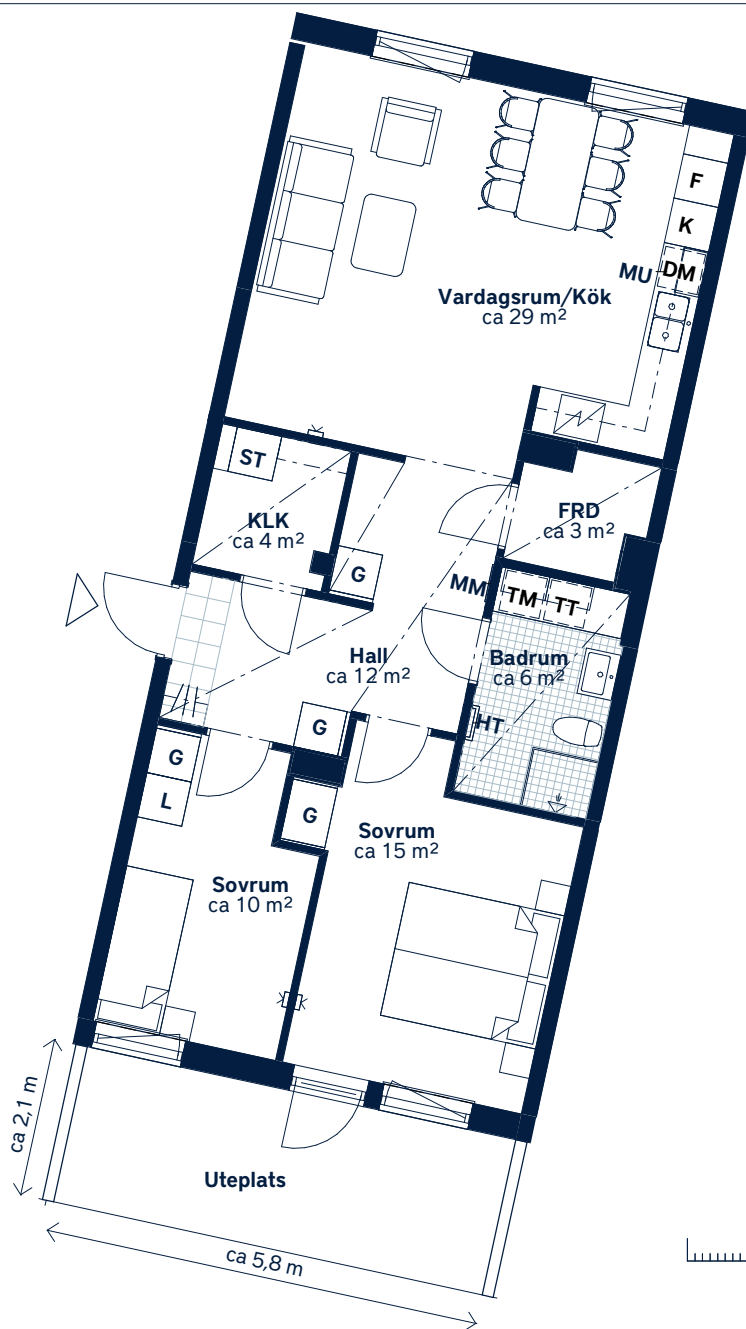 F
K
MU
DM
Vardagsrum/Kök
ca 29 m²
ST
KLK
ca 4 m²
FRD
ca 3 m²
G
MM
TM
TT
Hall
ca 12 m²
Badrum
ca 6 m²
G
HT
G
L
G
Sovrum
ca 15 m²
Sovrum
ca 10 m²
ca 2,1 m
Uteplats
ca 5,8 m